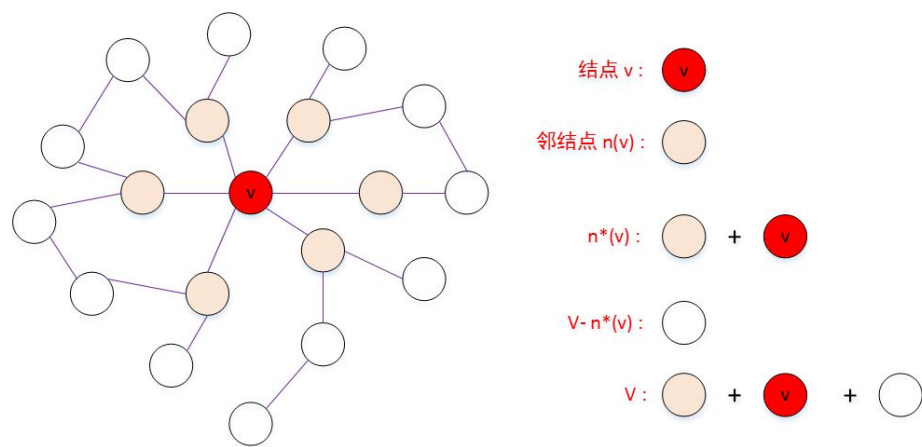 v
结点 v： v
邻结点 n(v)：
n*(v)： + v
V- n*(v)：
V： + v +